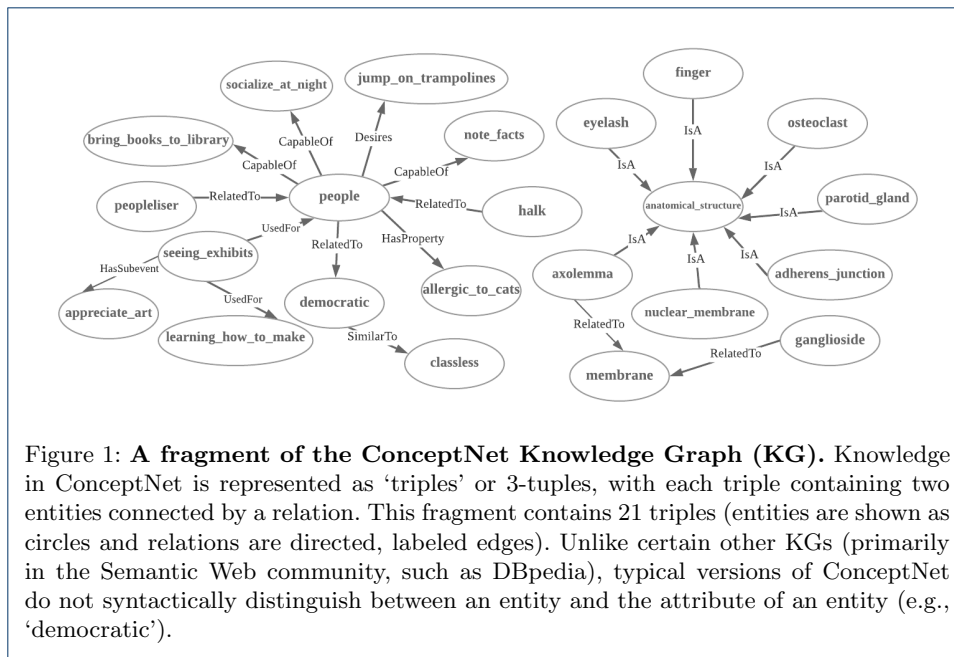 finger
jump_on_trampolines
socialize_at_night
IsA
eyelash
osteoclast
Desires
note_facts
CapableOf
bring_books_to_library
CapableOf
CapableOf
IsA
IsA
people
RelatedTo
peopleliser
anatomical_structure
parotid_gland
RelatedTo
halk
IsA
UsedFor
HasProperty
RelatedTo
IsA
seeing_exhibits
IsA
IsA
HasSubevent
axolemma
adherens_junction
allergic_to_cats
UsedFor
democratic
appreciate_art
nuclear_membrane
RelatedTo
learning_how_to_make
SimilarTo
ganglioside
RelatedTo
classless
membrane
Figure 1: A fragment of the ConceptNet Knowledge Graph (KG). Knowledge
in ConceptNet is represented as ‘triples’ or 3-tuples, with each triple containing two
entities connected by a relation. This fragment contains 21 triples (entities are shown as
circles and relations are directed, labeled edges). Unlike certain other KGs (primarily
in the Semantic Web community, such as DBpedia), typical versions of ConceptNet
do not syntactically distinguish between an entity and the attribute of an entity (e.g.,
‘democratic’).